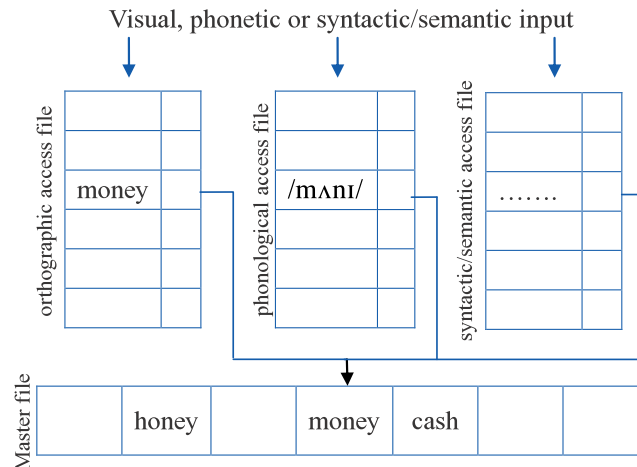 Visual, phonetic or syntactic/semantic input
orthographic access file
money
phonological access file
/mʌnɪ/
syntactic/semantic access file
.......
Master file
honey
money
cash